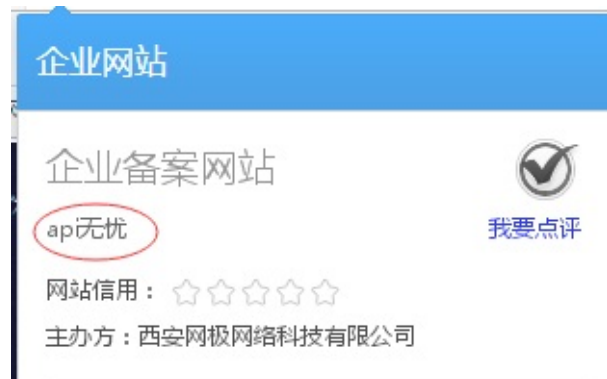 企业网站
企业备案网站
api无忧
我要点评
网站信用：
主办方：西安网极网络科技有限公司